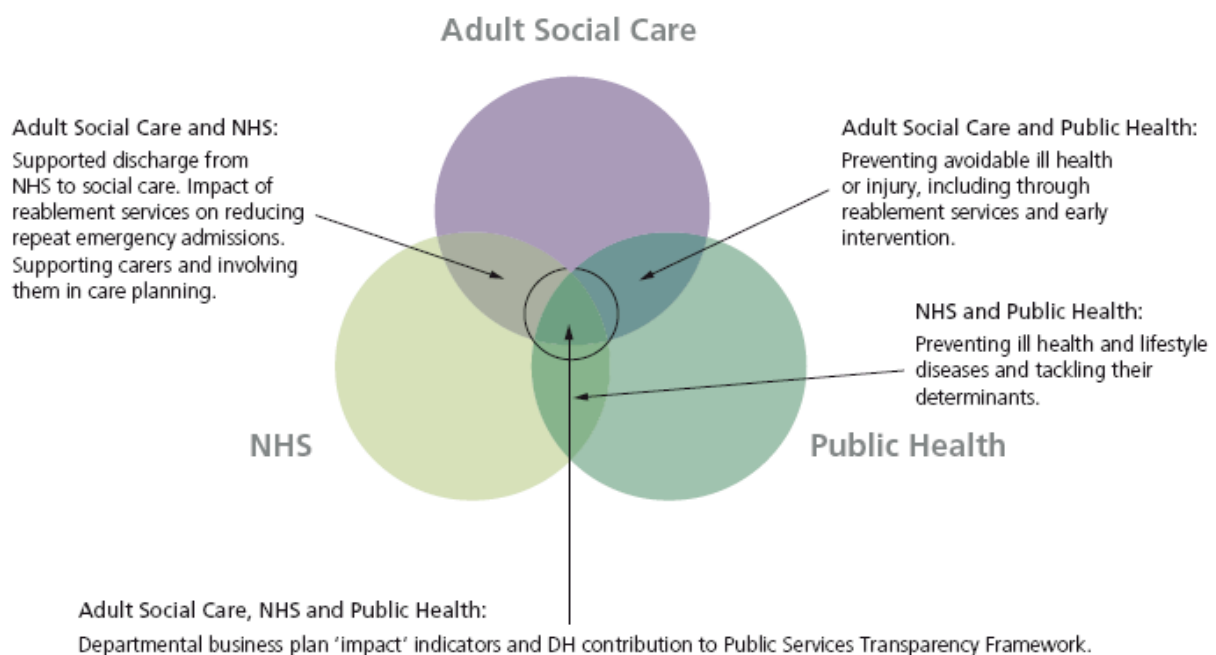 Adult Social Care
Adult Social Care and NHS:
Supported discharge from
NHS to social care. Impact of
reablement services on reducing
repeat emergency admissions.
Supporting carers and involving
them in care planning.
Adult Social Care and Public Health:
Preventing avoidable ill health
or injury, including through
reablement services and early
intervention.
NHS and Public Health:
Preventing ill health and lifestyle
diseases and tackling their
determinants.
NHS
Public Health
Adult Social Care, NHS and Public Health:
Departmental business plan ‘impact’ indicators and DH contribution to Public Services Transparency Framework.